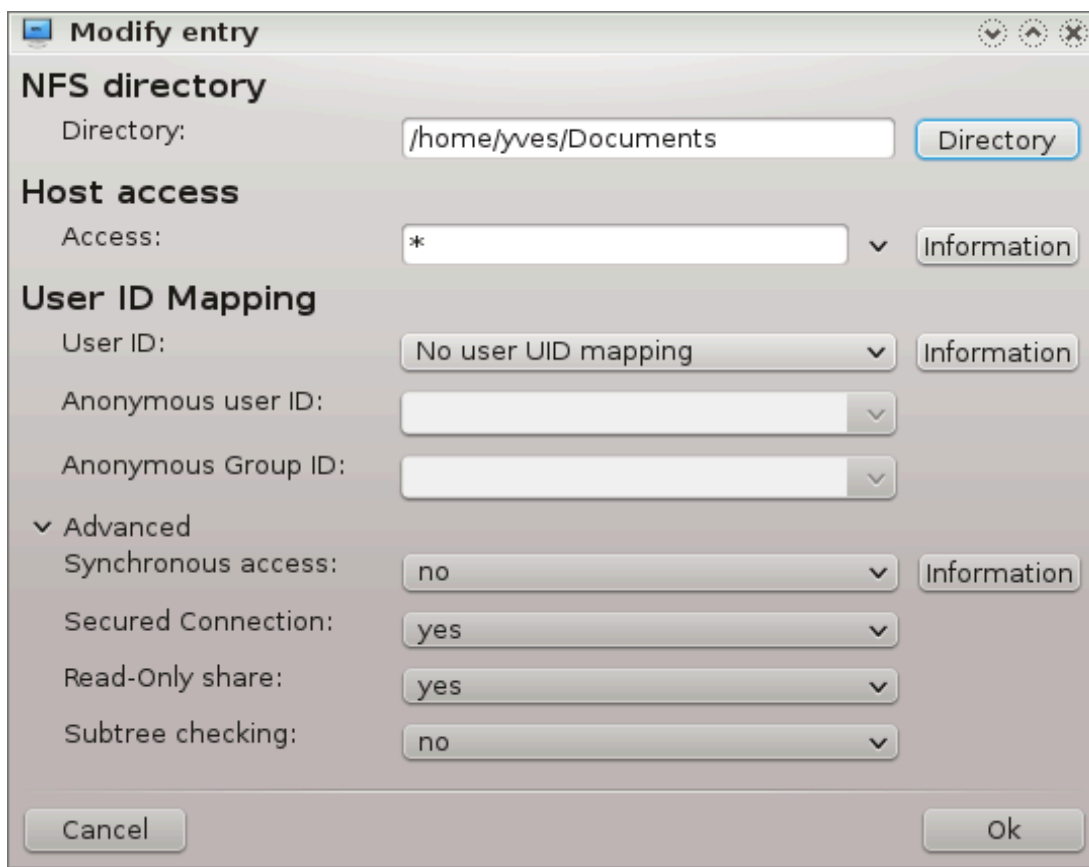 Modify entry
NFS directory
Directory: /home/yves/Documents Directory
Host access
Access: * Information
User ID Mapping
User ID: No user UID mapping Information
Anonymous user ID:
Anonymous Group ID:
Advanced
Synchronous access: no Information
Secured Connection: yes
Read-Only share: yes
Subtree checking: no
Cancel Ok